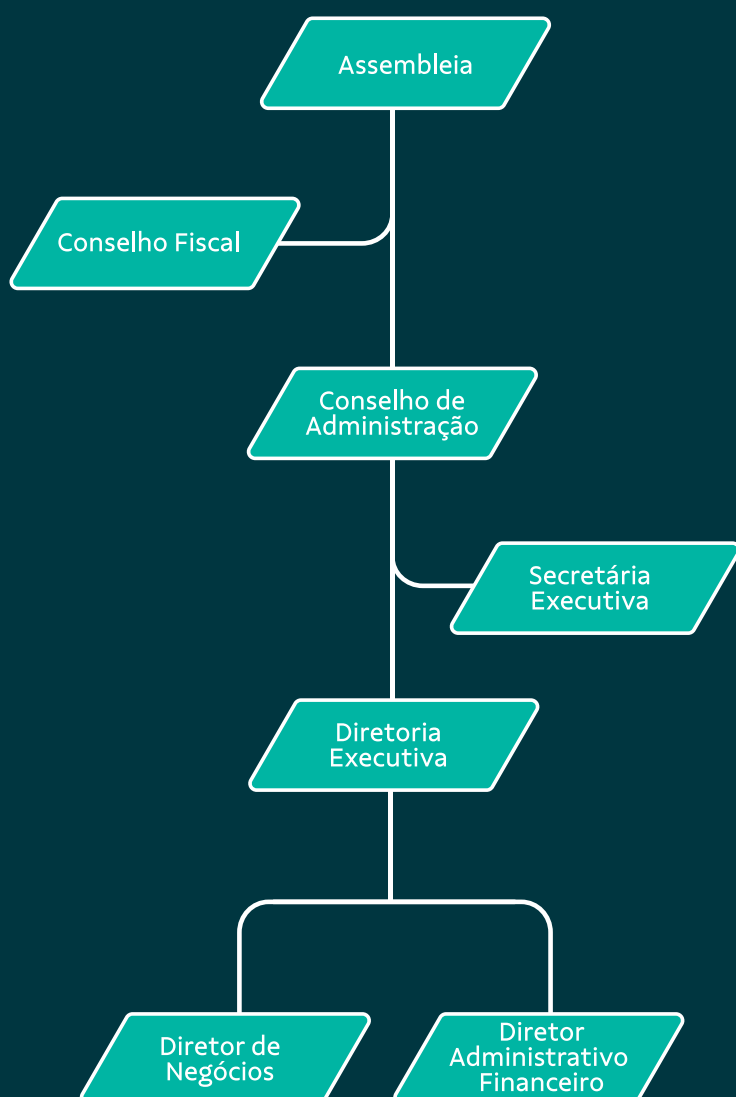 Assembleia
Conselho Fiscal
Conselho de
Administração
Secretária
Executiva
Diretoria
Executiva
Diretor de
Negócios
Diretor
Administrativo
Financeiro